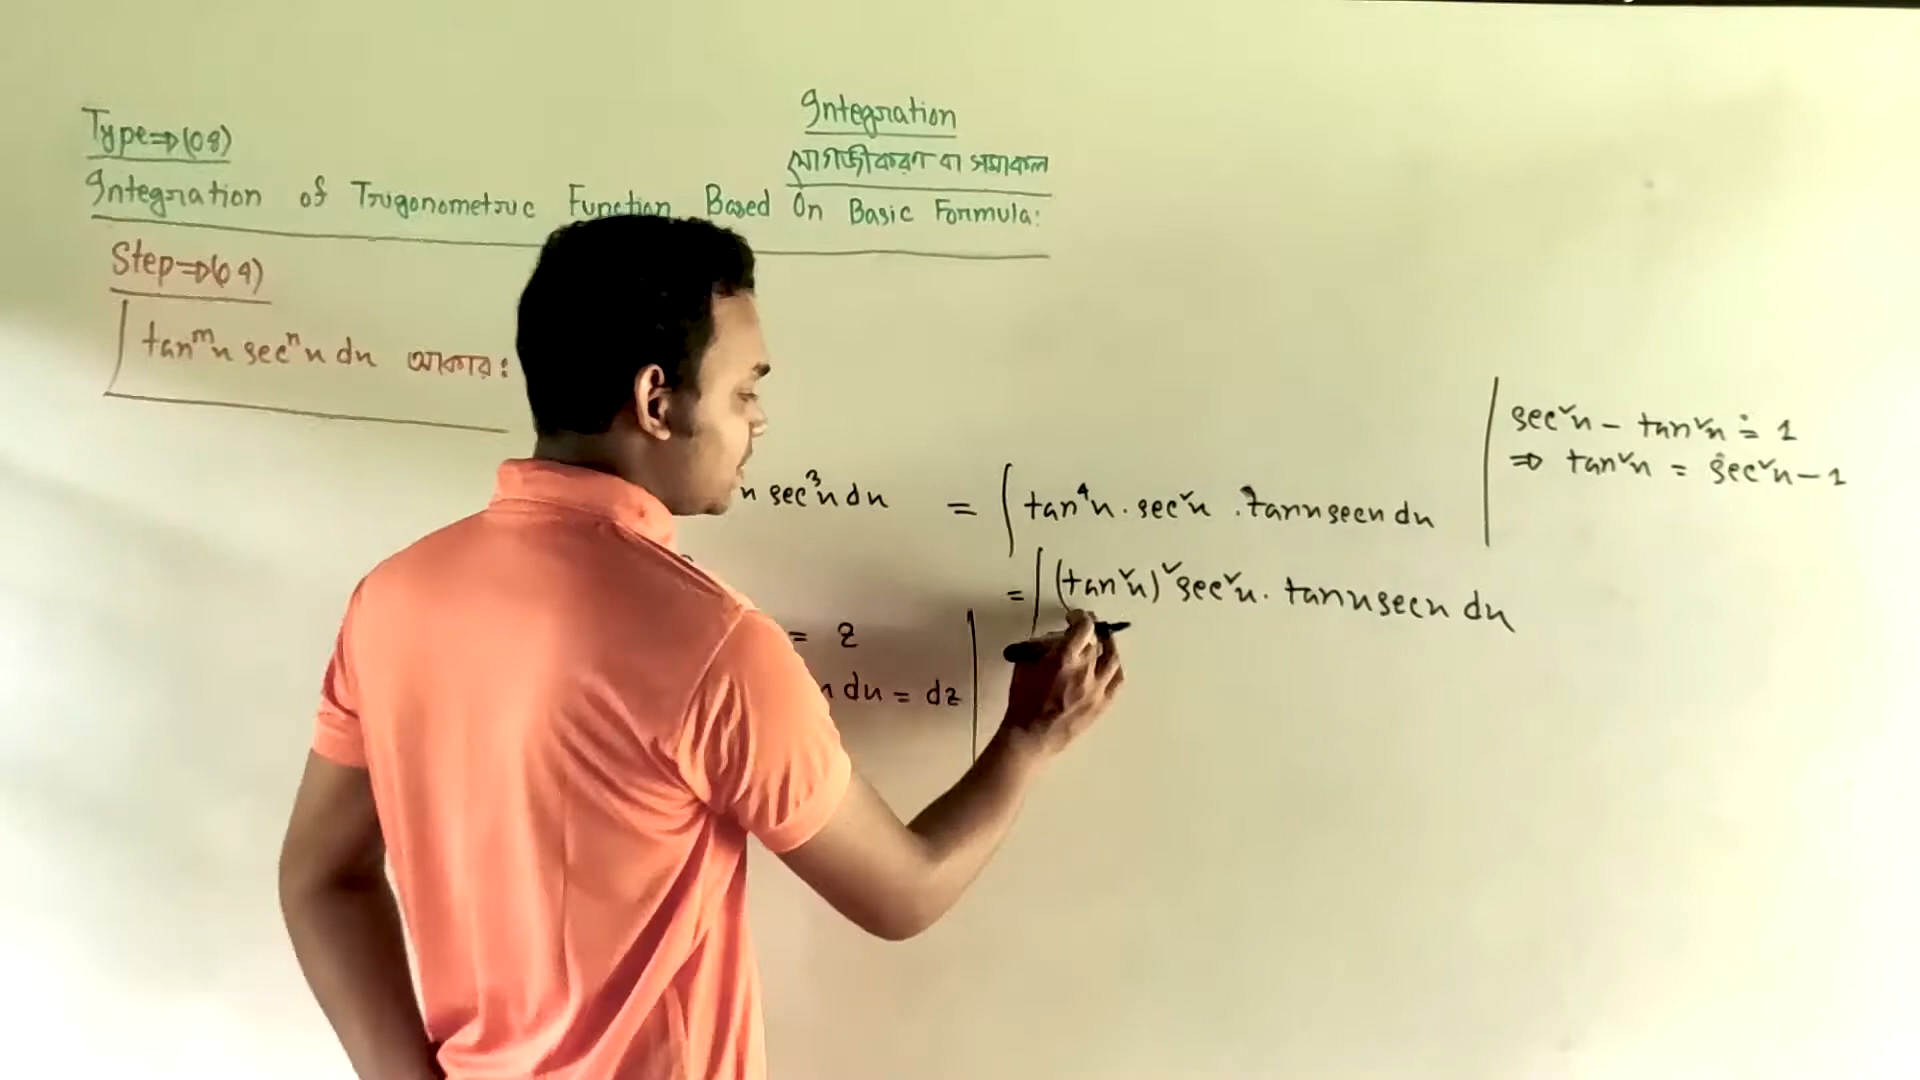 Integration
যোগজীকরণ বা সমাকল
Type⇒(08)
Integration of Trigonometric Function Based On Basic Formula:
Step⇒(04)
∫ tanᵐx secⁿx dx আকার:
sec²x - tan²x = 1
⇒ tan²x = sec²x - 1
x sec³x dx = ∫ tan⁴x . sec²x . tanx secx dx
= ∫ (tan²x)² sec²x . tanx secx dx
= z
dx = dz